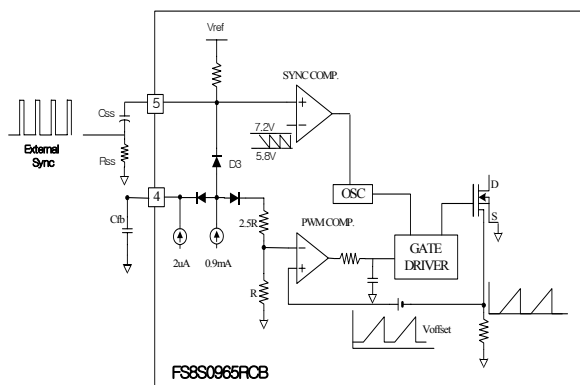 Vref
SYNC COMP.
5
+
−
7.2V
5.8V
Css
Rss
External
Sync
D3
4
Cfb
2uA
0.9mA
2.5R
R
OSC
PWM COMP.
−
+
GATE
DRIVER
D
S
Voffset
FS8S0965RCB